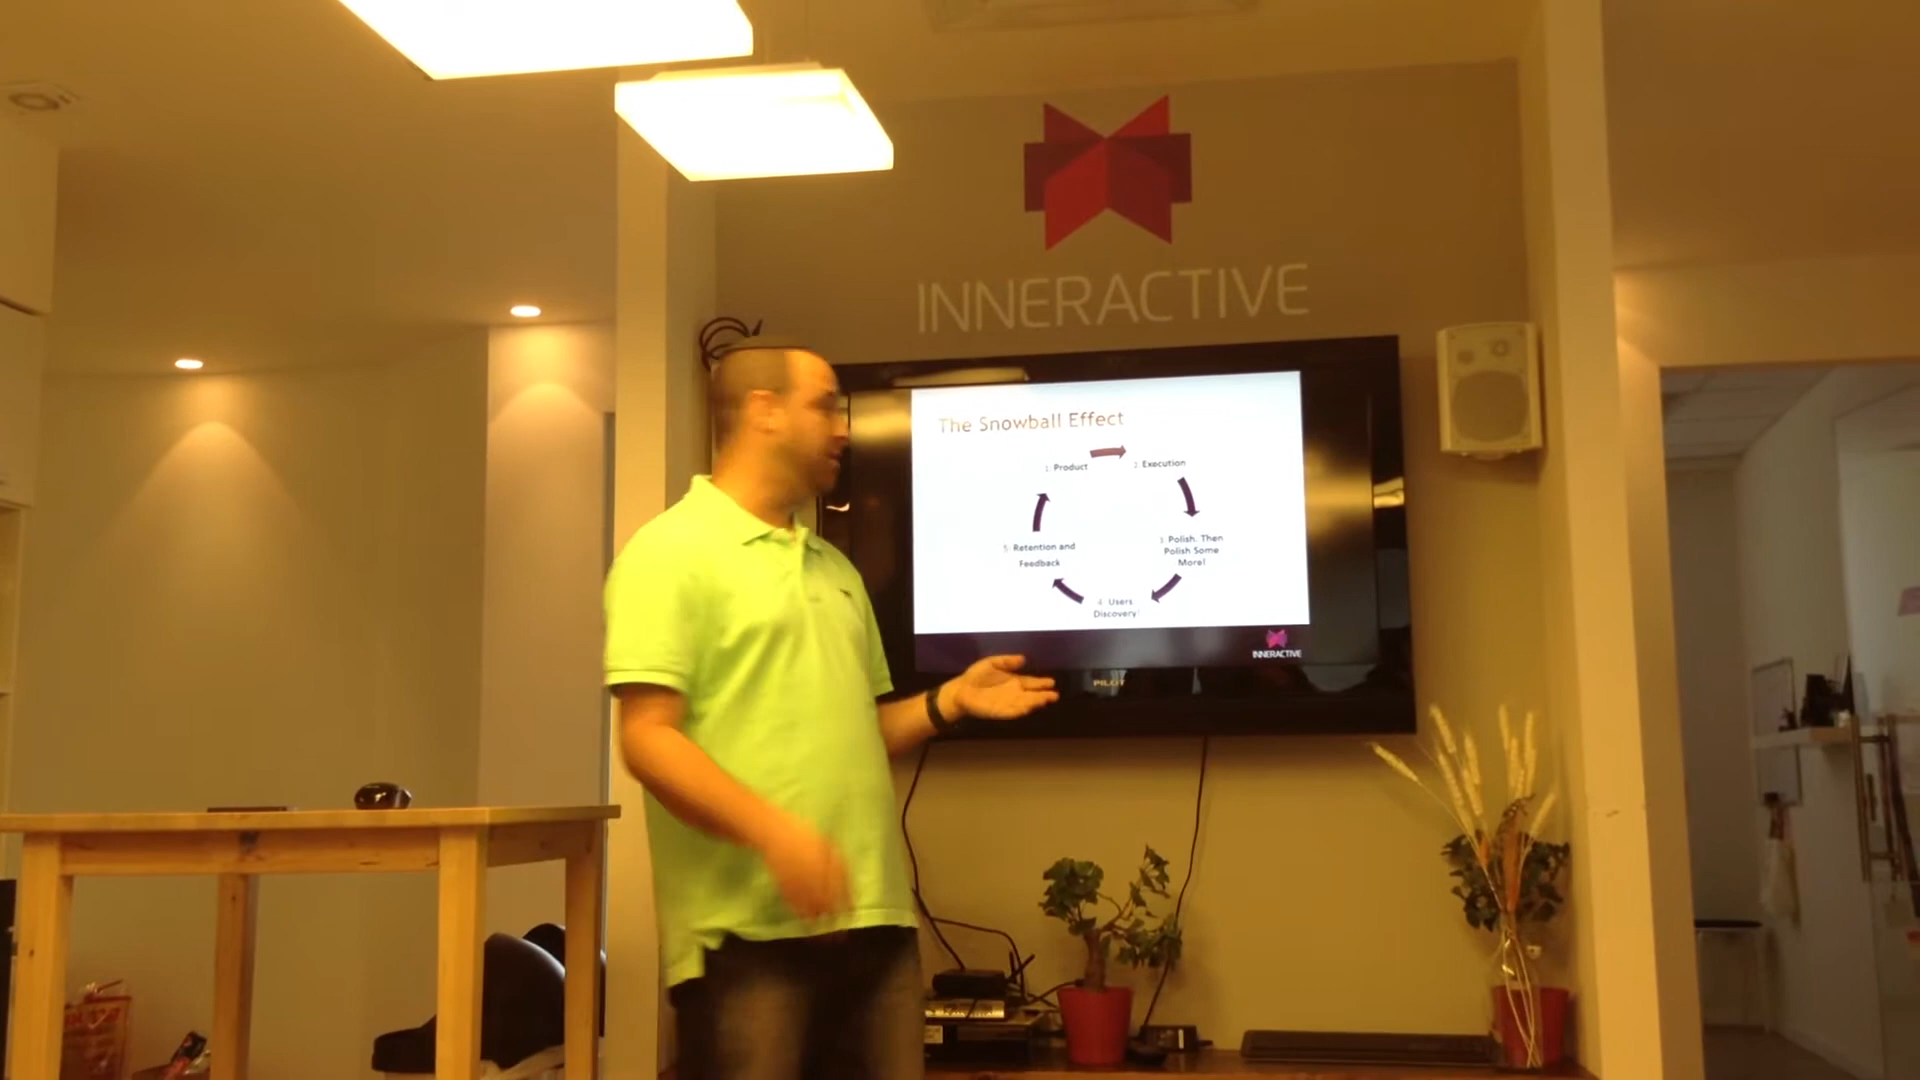 INNERACTIVE
The Snowball Effect
1. Product
2. Execution
3. Polish. Then
Polish Some
More!
4. Users
Discovery!
5. Retention and
Feedback
INNERACTIVE
PILOT